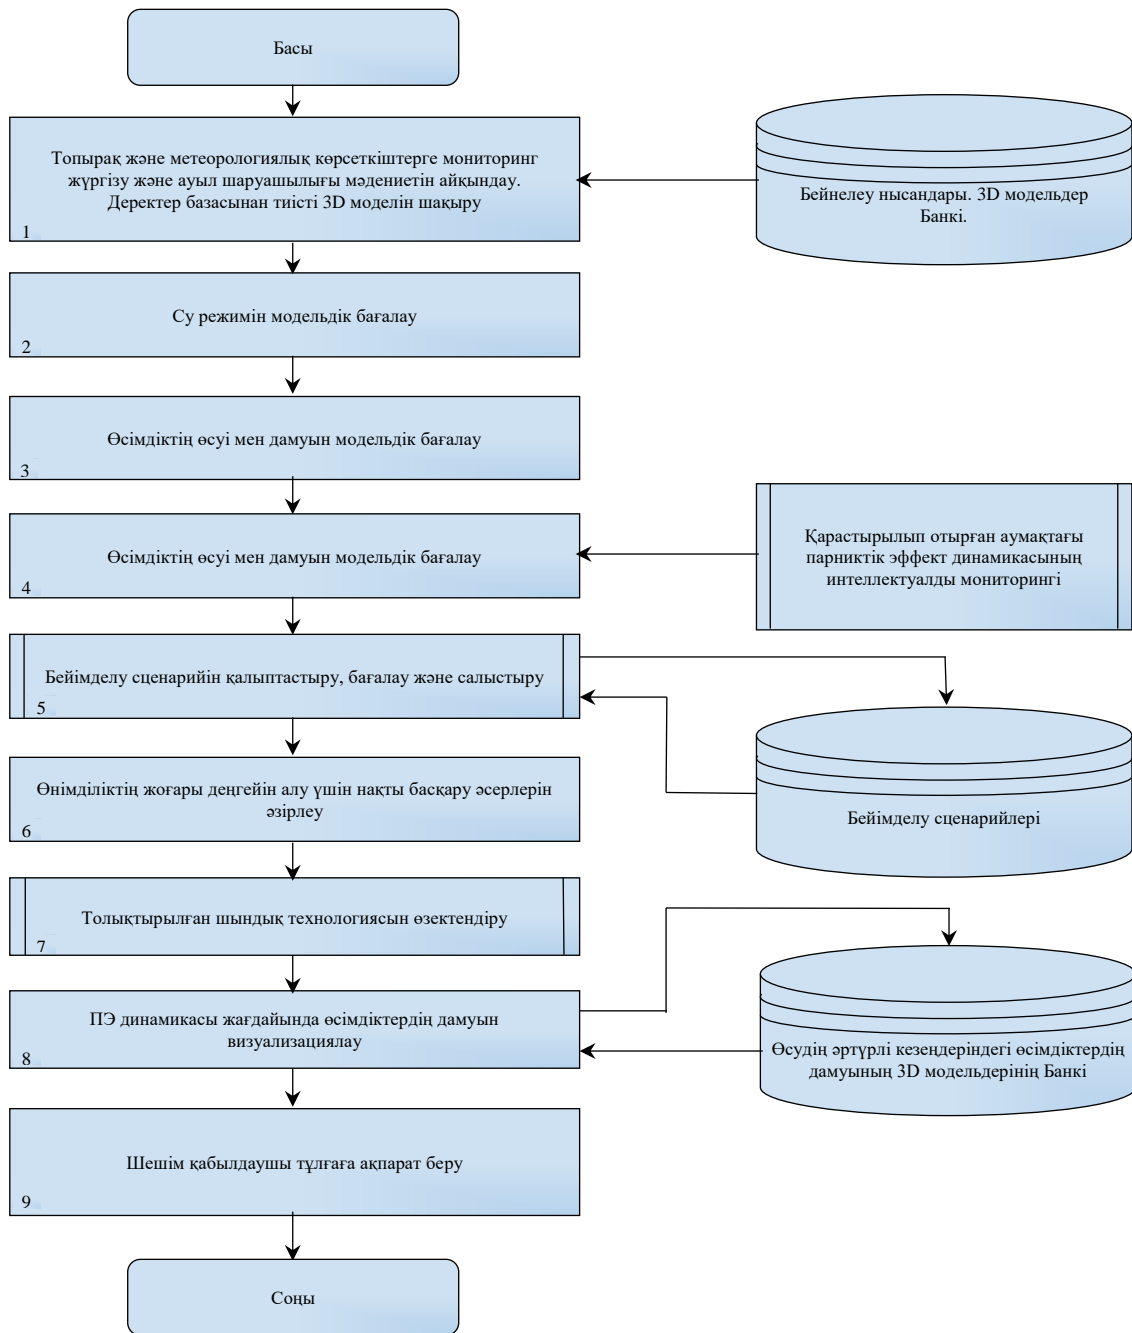 Басы
Топырақ және метеорологиялық көрсеткіштерге мониторинг
жүргізу және ауыл шаруашылығы мәдениетін айқындау.
Деректер базасынан тиісті 3D моделін шақыру
1
Бейнелеу нысандары. 3D модельдер
Банкі.
Су режимін модельдік бағалау
2
Өсімдіктің өсуі мен дамуын модельдік бағалау
3
Өсімдіктің өсуі мен дамуын модельдік бағалау
4
Қарастырылып отырған аумақтағы
парниктік эффект динамикасының
интеллектуалды мониторингі
Бейімделу сценарийін қалыптастыру, бағалау және салыстыру
5
Өнімділіктің жоғары деңгейін алу үшін нақты басқару әсерлерін
әзірлеу
6
Бейімделу сценарийлері
Толықтырылған шындық технологиясын өзектендіру
7
ПЭ динамикасы жағдайында өсімдіктердің дамуын
визуализациялау
8
Өсудің әртүрлі кезеңдеріндегі өсімдіктердің
дамуының 3D модельдерінің Банкі
Шешім қабылдаушы тұлғаға ақпарат беру
9
Соңы